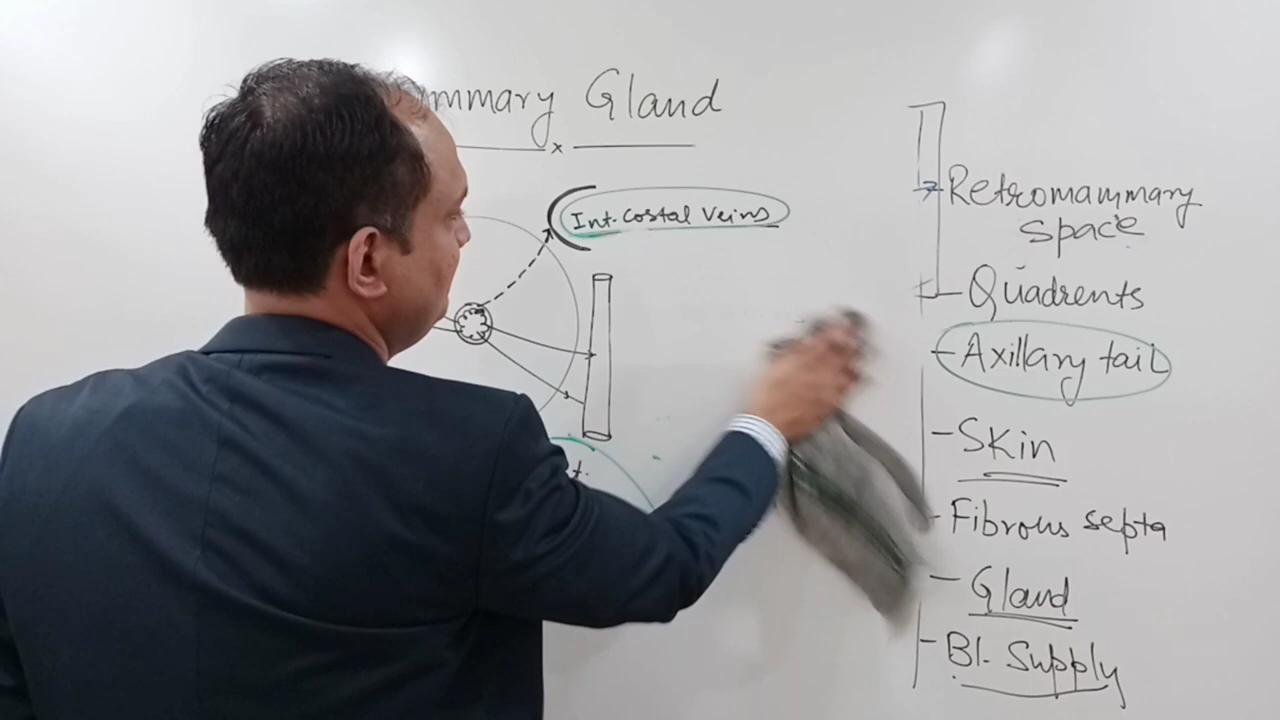 mmary Gland
Int. Costal Veins
Retromammary
space
Quadrents
Axillary tail
Skin
Fibrous septa
Gland
Bl. Supply